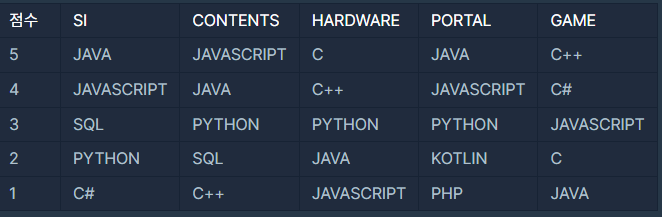 점수 SI CONTENTS HARDWARE PORTAL GAME
5 JAVA JAVASCRIPT C JAVA C++
4 JAVASCRIPT JAVA C++ JAVASCRIPT C#
3 SQL PYTHON PYTHON PYTHON JAVASCRIPT
2 PYTHON SQL JAVA KOTLIN C
1 C# C++ JAVASCRIPT PHP JAVA